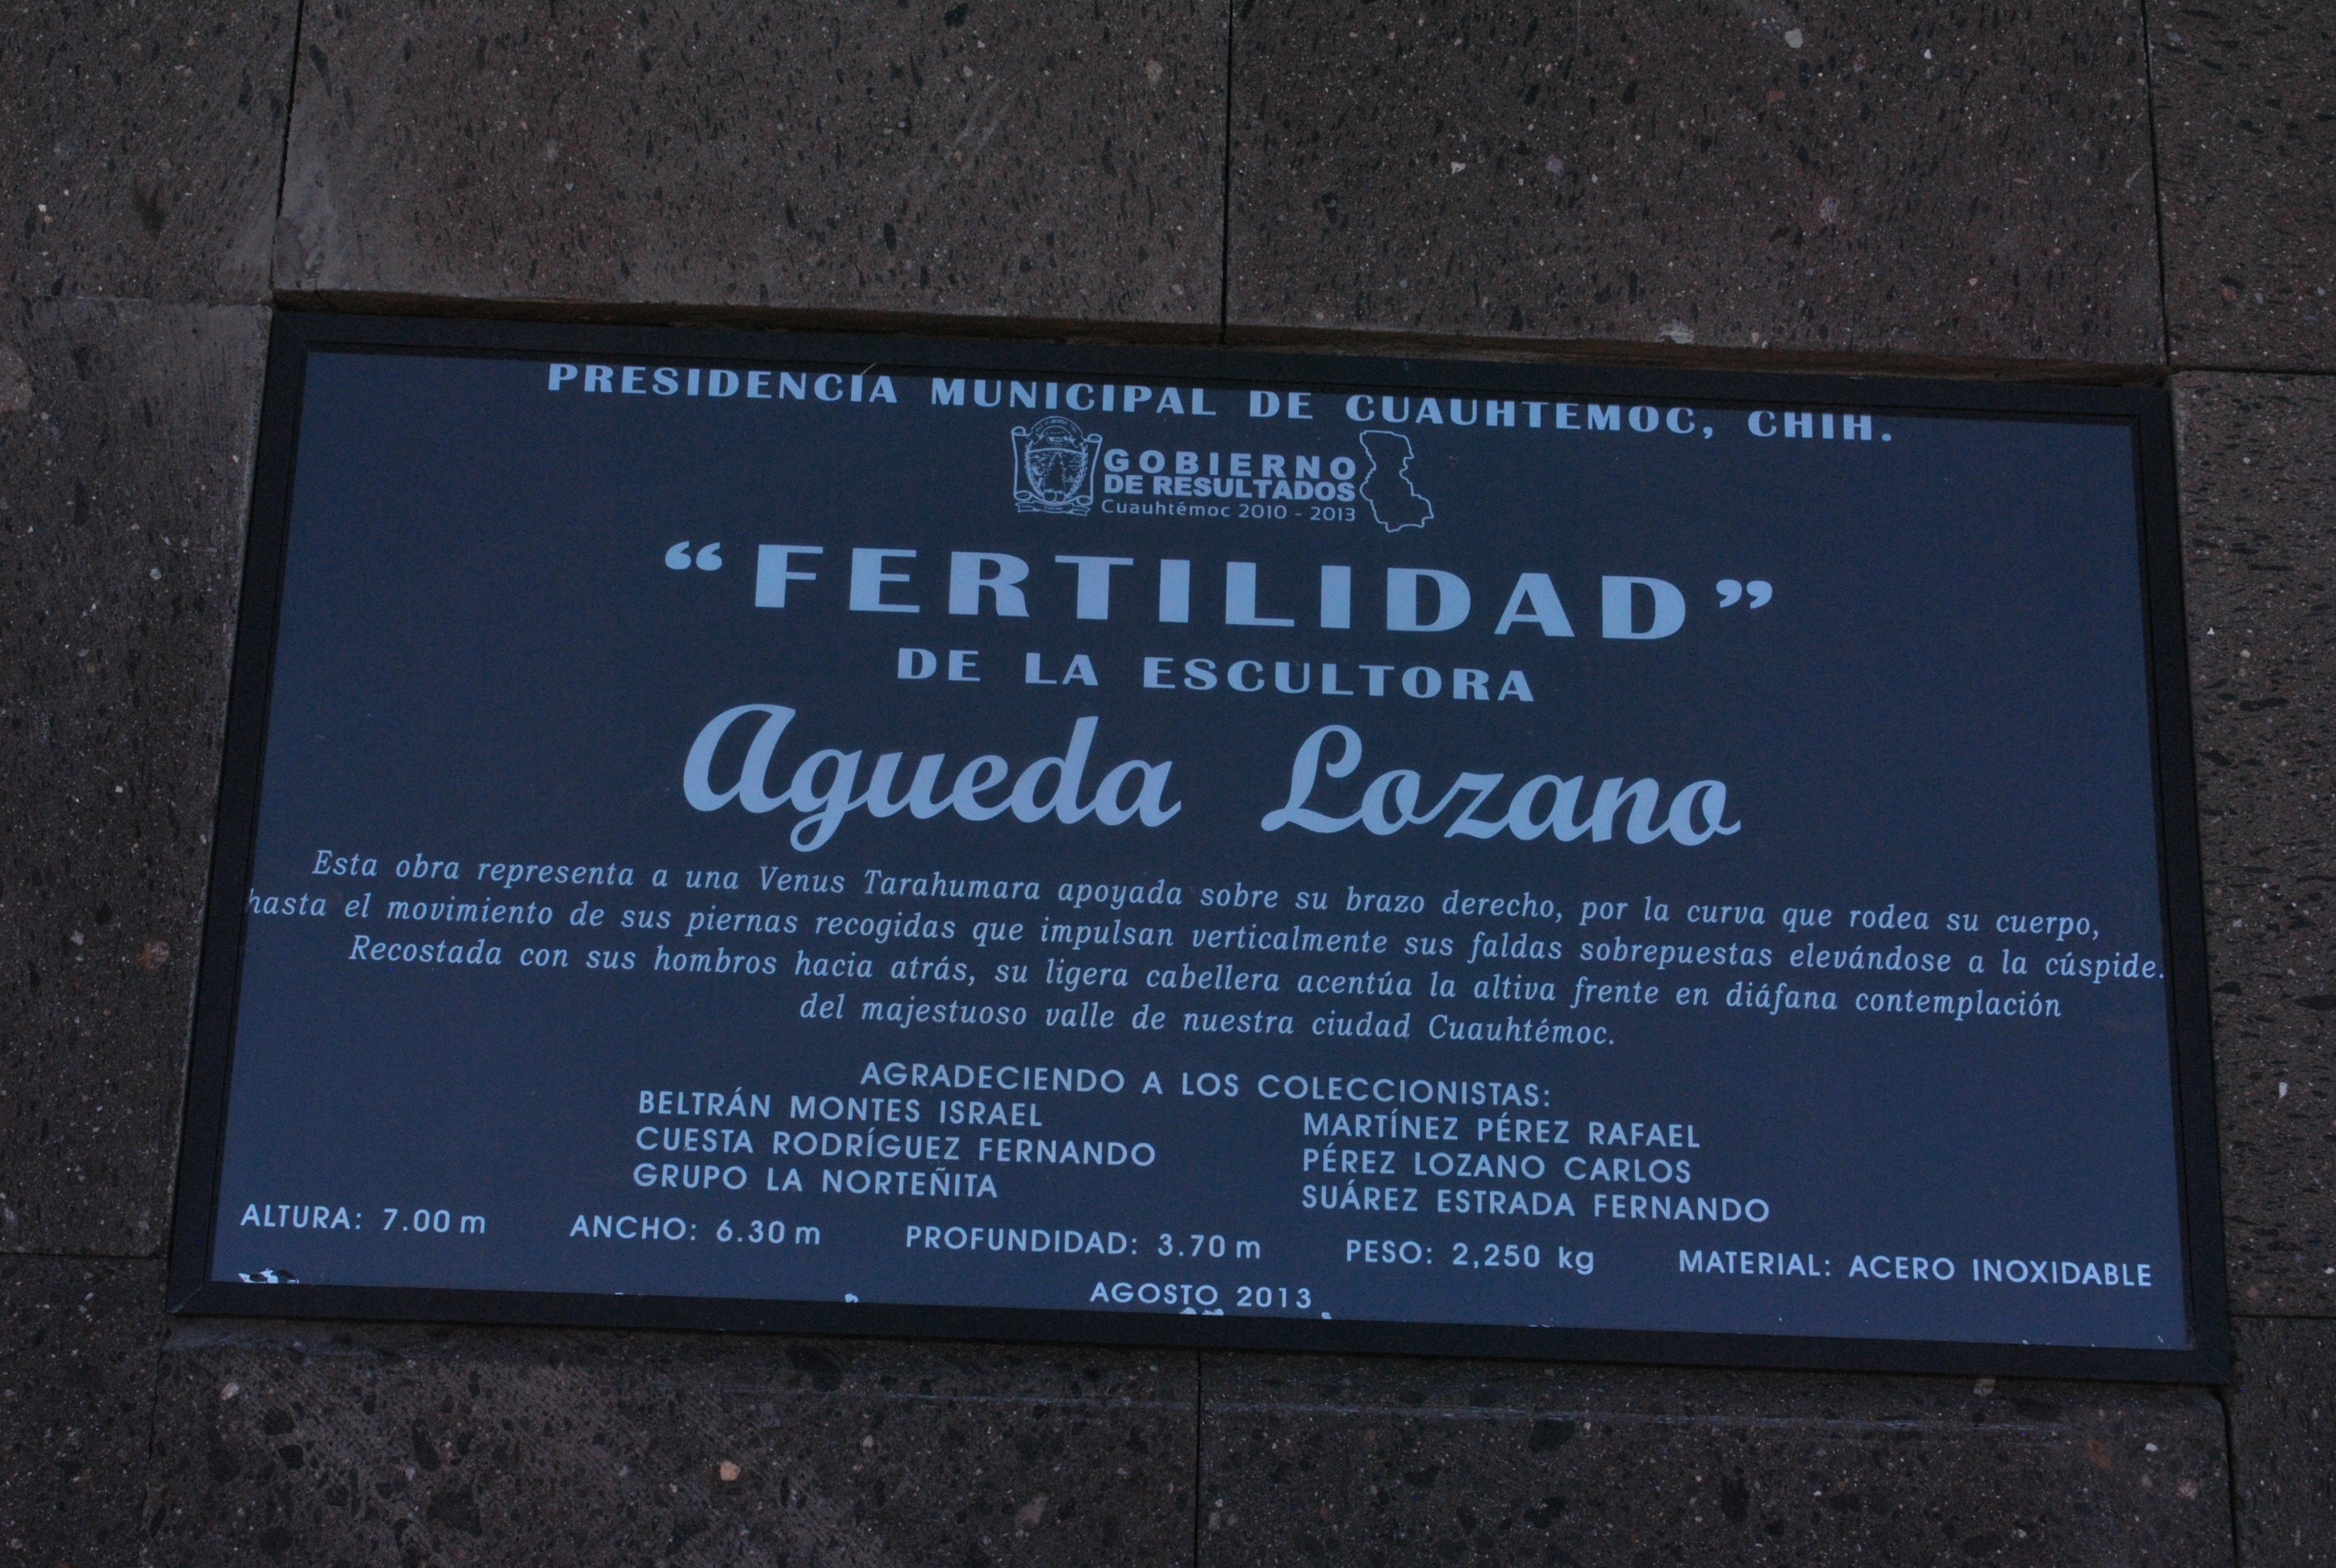 PRESIDENCIA MUNICIPAL DE CUAUHTEMOC, CHIH.
GOBIERNO
DE RESULTADOS
Cuauhtémoc 2010 - 2013
“FERTILIDAD”
DE LA ESCULTORA
Agueda Lozano
Esta obra representa a una Venus Tarahumara apoyada sobre su brazo derecho, por la curva que rodea su cuerpo,
hasta el movimiento de sus piernas recogidas que impulsan verticalmente sus faldas sobrepuestas elevándose a la cúspide.
Recostada con sus hombros hacia atrás, su ligera cabellera acentúa la altiva frente en diáfana contemplación
del majestuoso valle de nuestra ciudad Cuauhtémoc.
AGRADECIENDO A LOS COLECCIONISTAS:
BELTRÁN MONTES ISRAEL
CUESTA RODRÍGUEZ FERNANDO
GRUPO LA NORTEÑITA
MARTÍNEZ PÉREZ RAFAEL
PÉREZ LOZANO CARLOS
SUÁREZ ESTRADA FERNANDO
ALTURA: 7.00 m ANCHO: 6.30 m PROFUNDIDAD: 3.70 m PESO: 2,250 kg MATERIAL: ACERO INOXIDABLE
AGOSTO 2013